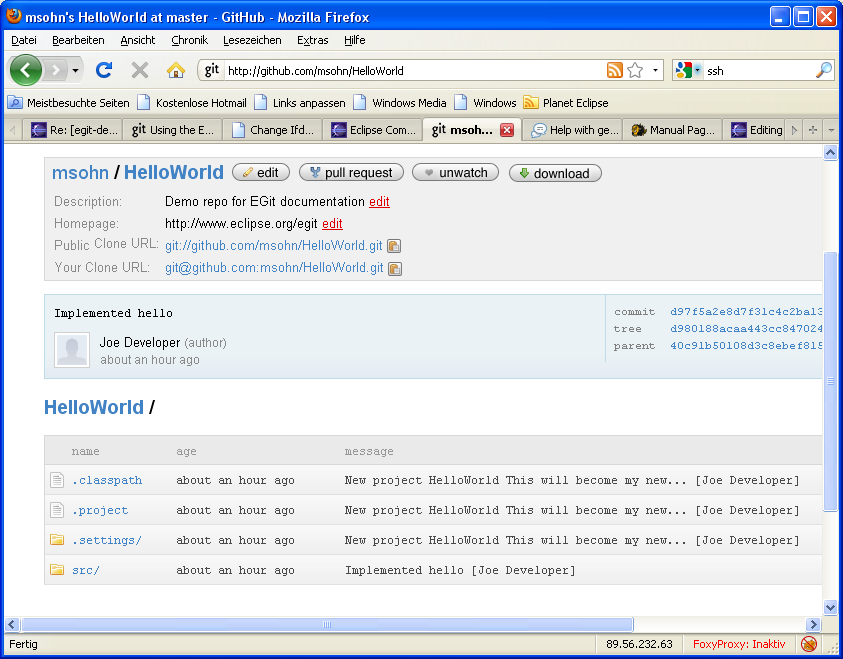 msohn's HelloWorld at master - GitHub - Mozilla Firefox
Datei Bearbeiten Ansicht Chronik Lesezeichen Extras Hilfe
git http://github.com/msohn/HelloWorld ssh
Meistbesuchte Seiten Kostenlose Hotmail Links anpassen Windows Media Windows Planet Eclipse
Re: [egit-de... git Using the E... Change Ifd... Eclipse Com... git msoh... Help with ge... Manual Pag... Editing
msohn / HelloWorld edit pull request unwatch download
Description: Demo repo for EGit documentation edit
Homepage: http://www.eclipse.org/egit edit
Public Clone URL: git://github.com/msohn/HelloWorld.git
Your Clone URL: git@github.com:msohn/HelloWorld.git
Implemented hello
Joe Developer (author)
about an hour ago
commit d97f5a2e8d7f31c4c2ba13
tree d980188acaa443cc847024
parent 40c91b50108d3c8ebef815
HelloWorld /
name age message
.classpath about an hour ago New project HelloWorld This will become my new... [Joe Developer]
.project about an hour ago New project HelloWorld This will become my new... [Joe Developer]
.settings/ about an hour ago New project HelloWorld This will become my new... [Joe Developer]
src/ about an hour ago Implemented hello [Joe Developer]
Fertig 89.56.232.63 FoxyProxy: Inaktiv